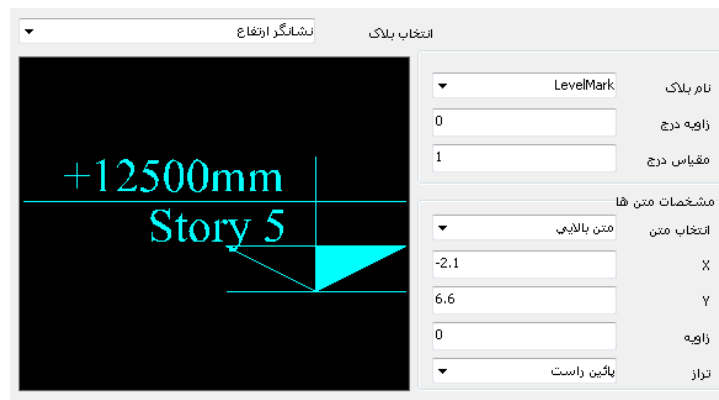 انتخاب بلاک نشانگر ارتفاع
نام بلاک LevelMark
زاویه درج 0
مقیاس درج 1
مشخصات متن ها
انتخاب متن متن بالایی
X -2.1
Y 6.6
زاویه 0
تراز پائین راست
+12500mm
Story 5